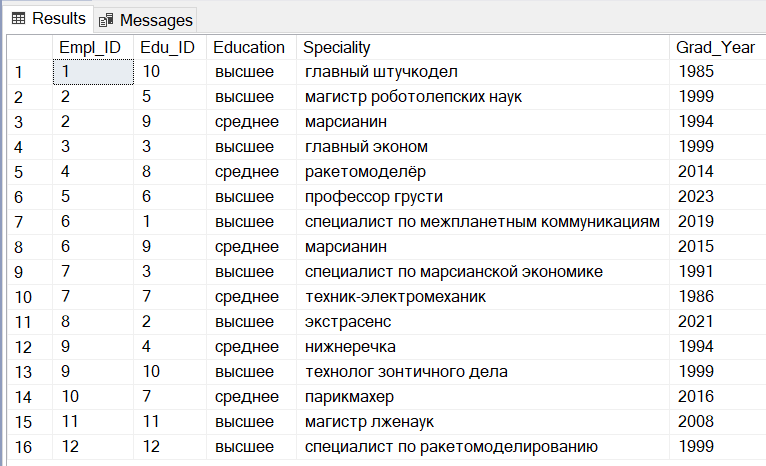 Results Messages
Empl_ID Edu_ID Education Speciality Grad_Year
1 1 10 высшее главный штучкодел 1985
2 2 5 высшее магистр роботолепских наук 1999
3 2 9 среднее марсианин 1994
4 3 3 высшее главный эконом 1999
5 4 8 среднее ракетомоделёр 2014
6 5 6 высшее профессор грусти 2023
7 6 1 высшее специалист по межпланетным коммуникациям 2019
8 6 9 среднее марсианин 2015
9 7 3 высшее специалист по марсианской экономике 1991
10 7 7 среднее техник-электромеханик 1986
11 8 2 высшее экстрасенс 2021
12 9 4 среднее нижнеречка 1994
13 9 10 высшее технолог зонтичного дела 1999
14 10 7 среднее парикмахер 2016
15 11 11 высшее магистр лженаук 2008
16 12 12 высшее специалист по ракетомоделированию 1999